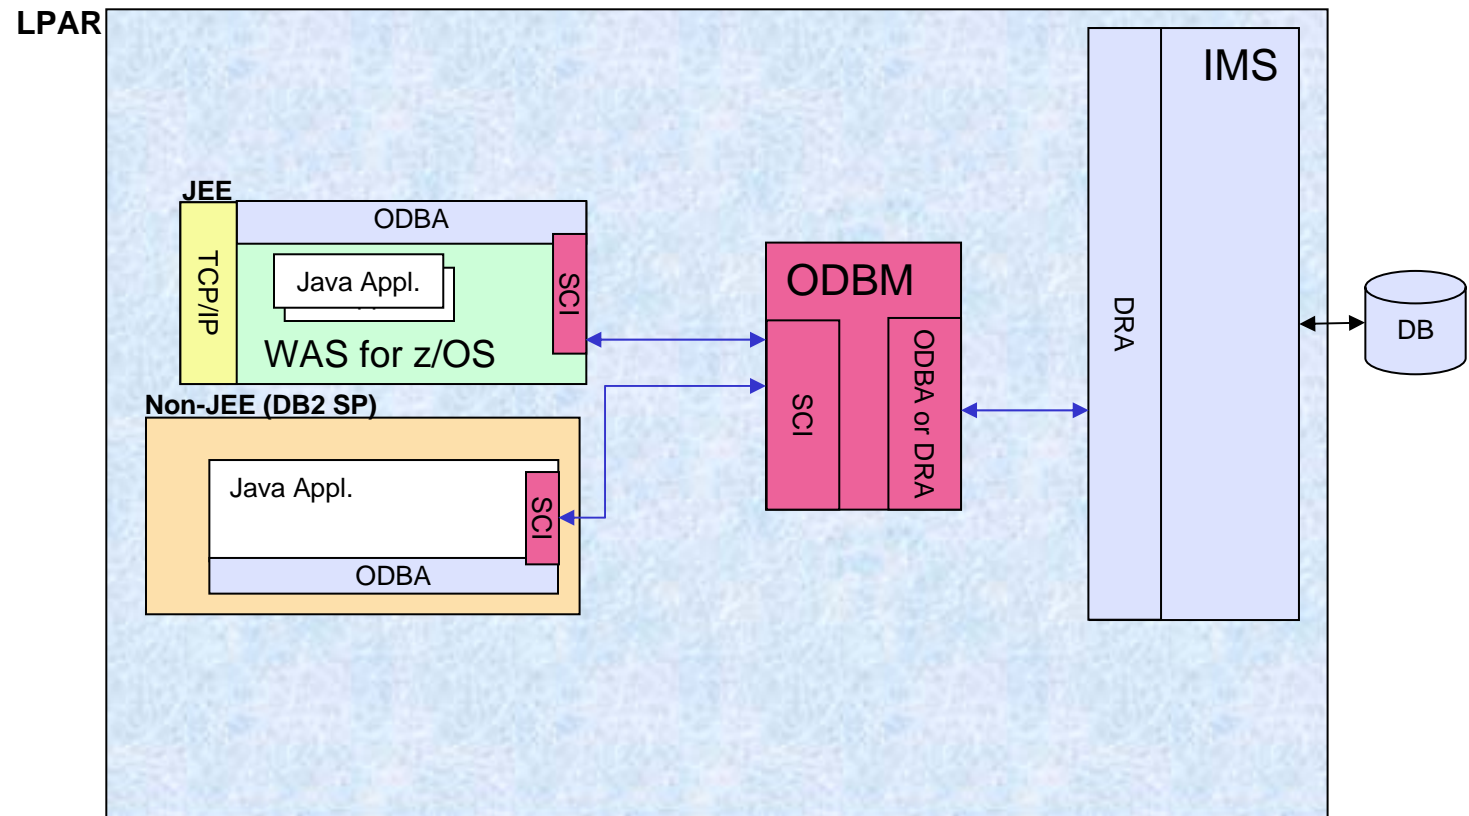 LPAR
IMS
JEE
ODBA
TCP/IP
Java Appl.
SCI
WAS for z/OS
ODBM
SCI
ODBA or DRA
DRA
DB
Non-JEE (DB2 SP)
Java Appl.
SCI
ODBA